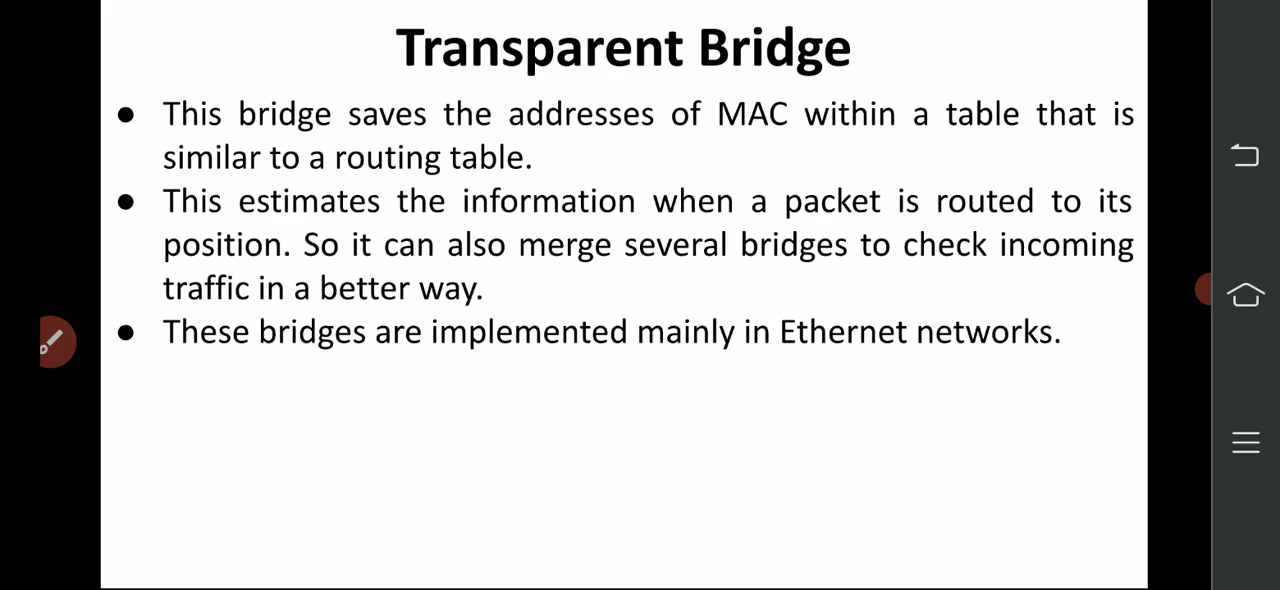 Transparent Bridge
● This bridge saves the addresses of MAC within a table that is
similar to a routing table.
● This estimates the information when a packet is routed to its
position. So it can also merge several bridges to check incoming
traffic in a better way.
● These bridges are implemented mainly in Ethernet networks.